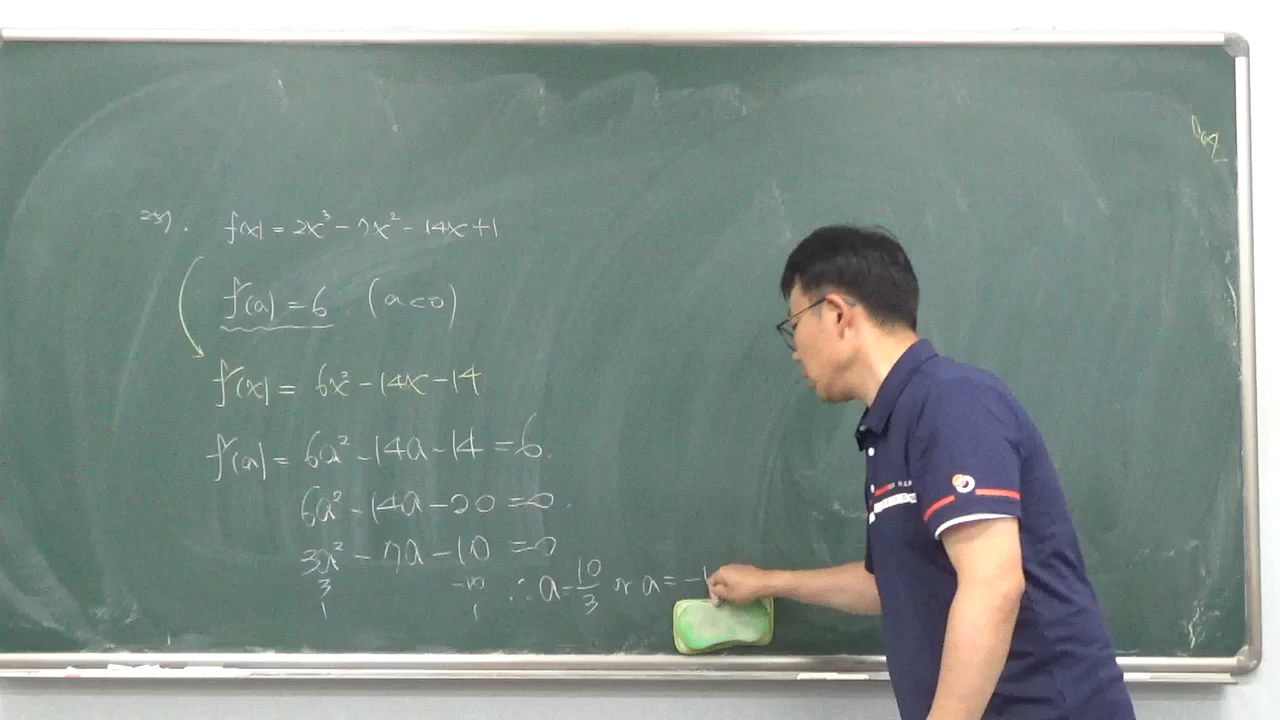 237. f(x) = 2x³ - 7x² - 14x + 1
f'(a) = 6 (a<0)
f'(x) = 6x² - 14x - 14
f'(a) = 6a² - 14a - 14 = 6.
6a² - 14a - 20 = 0.
3a² - 7a - 10 = 0
3 -10 ∴ a = 10/3 or a = -1
1 1